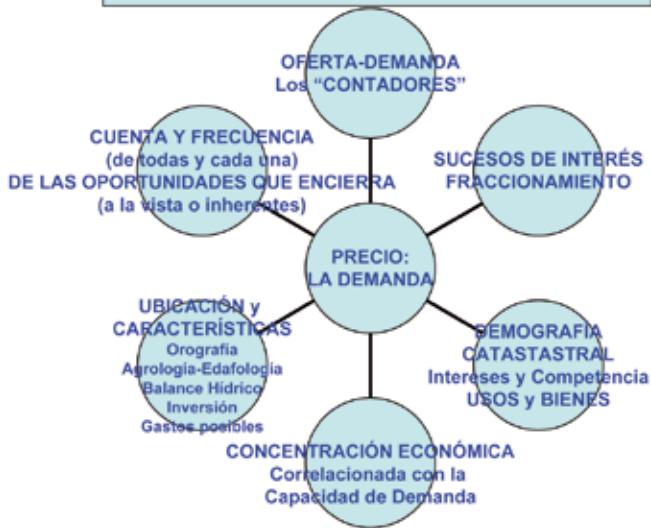 OFERTA-DEMANDA
Los “CONTADORES”
CUENTA Y FRECUENCIA
(de todas y cada una)
DE LAS OPORTUNIDADES QUE ENCIERRA
(a la vista o inherentes)
SUCESOS DE INTERÉS
FRACCIONAMIENTO
PRECIO:
LA DEMANDA
UBICACIÓN y
CARACTERÍSTICAS
Orografía
Agrología-Edafología
Balance Hídrico
Inversión
Gastos posibles
DEMOGRAFÍA
CATASTASTRAL
Intereses y Competencia
USOS y BIENES
CONCENTRACIÓN ECONÓMICA
Correlacionada con la
Capacidad de Demanda